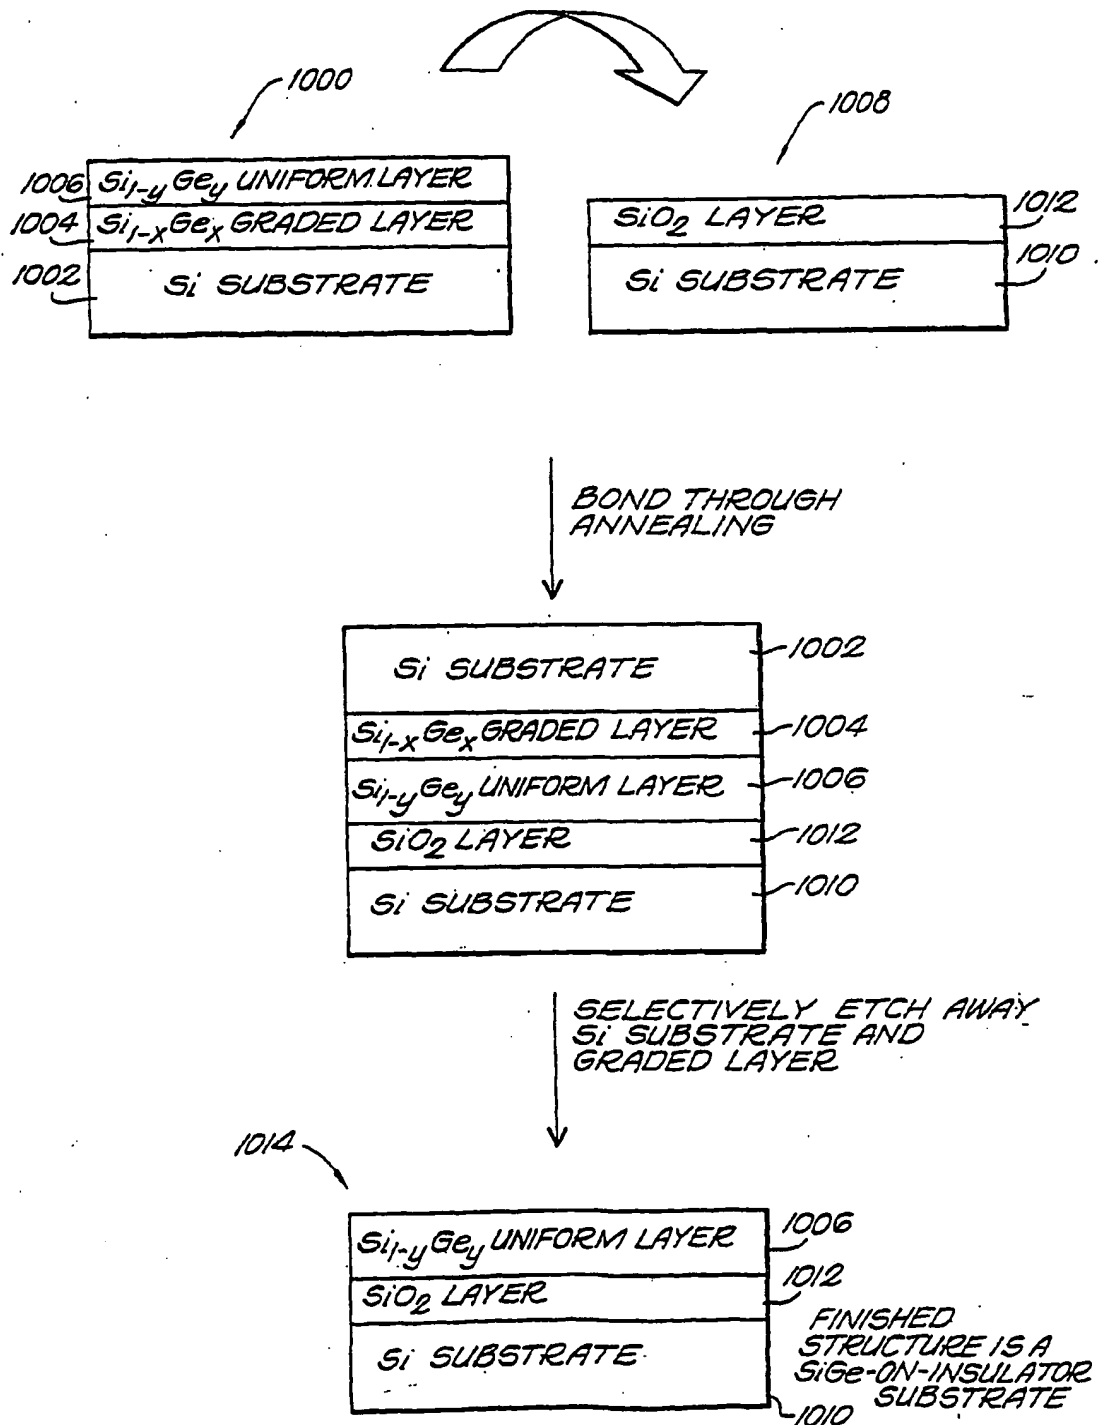 1000
1008
1006 Si1-yGey UNIFORM LAYER
1004 Si1-xGex GRADED LAYER
1002 Si SUBSTRATE
SiO2 LAYER 1012
Si SUBSTRATE 1010
BOND THROUGH
ANNEALING
Si SUBSTRATE 1002
Si1-xGex GRADED LAYER 1004
Si1-yGey UNIFORM LAYER 1006
SiO2 LAYER 1012
Si SUBSTRATE 1010
SELECTIVELY ETCH AWAY
Si SUBSTRATE AND
GRADED LAYER
1014
Si1-yGey UNIFORM LAYER 1006
SiO2 LAYER 1012
Si SUBSTRATE 1010
FINISHED
STRUCTURE IS A
SiGe-ON-INSULATOR
SUBSTRATE